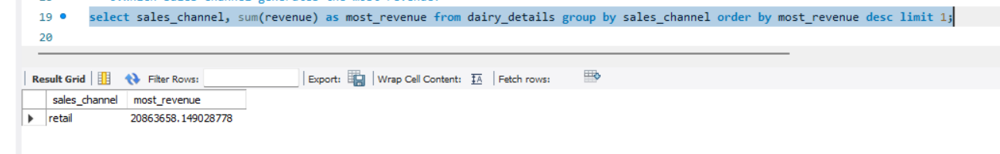 19 select sales_channel, sum(revenue) as most_revenue from dairy_details group by sales_channel order by most_revenue desc limit 1;
20
Result Grid Filter Rows: Export: Wrap Cell Content: Fetch rows:
sales_channel most_revenue
retail 20863658.149028778